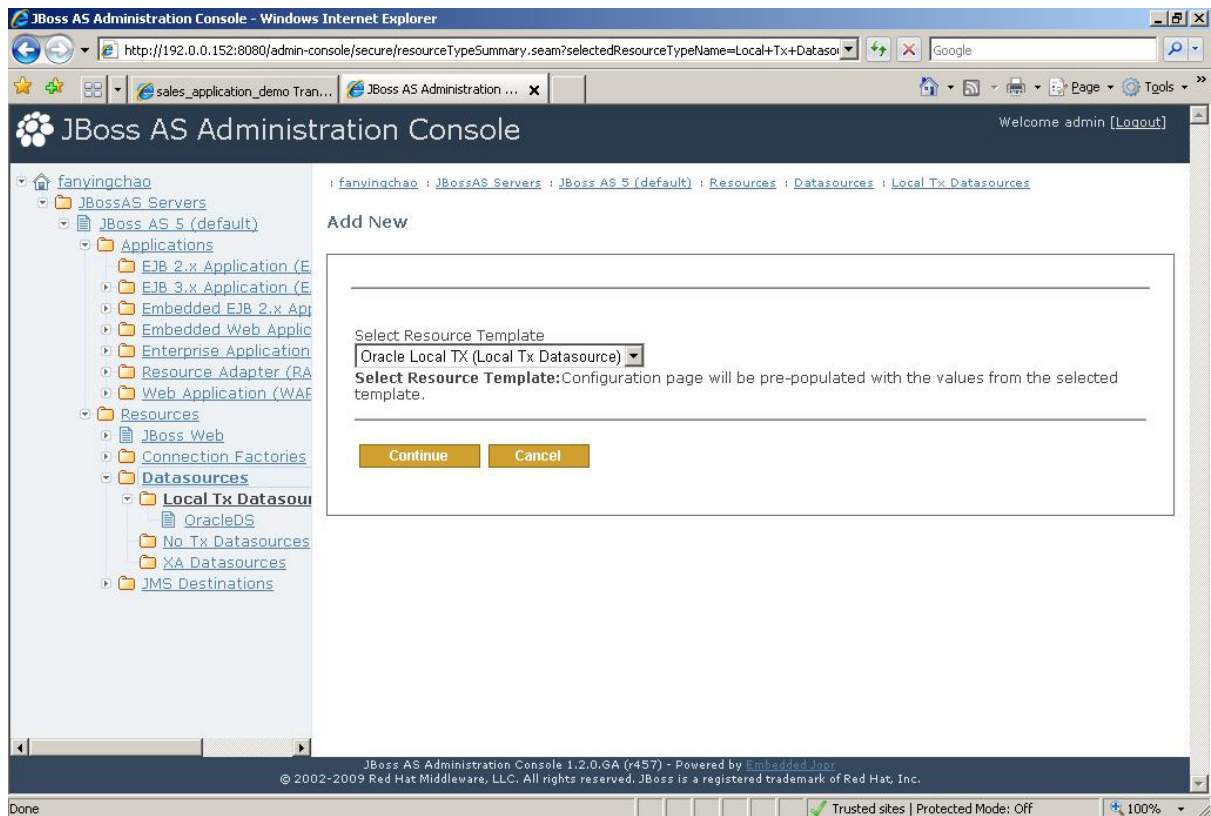 JBoss AS Administration Console - Windows Internet Explorer
http://192.0.0.152:8080/admin-console/secure/resourceTypeSummary.seam?selectedResourceTypeName=Local+Tx+Datasou
Google
sales_application_demo Tran...
JBoss AS Administration ...
Page
Tools
JBoss AS Administration Console
Welcome admin [Logout]
fanyingchao
JBossAS Servers
JBoss AS 5 (default)
Applications
EJB 2.x Application (E
EJB 3.x Application (E
Embedded EJB 2.x App
Embedded Web Applic
Enterprise Application
Resource Adapter (RA
Web Application (WAR
Resources
JBoss Web
Connection Factories
Datasources
Local Tx Datasour
OracleDS
No Tx Datasources
XA Datasources
JMS Destinations
: fanyingchao : JBossAS Servers : JBoss AS 5 (default) : Resources : Datasources : Local Tx Datasources
Add New
Select Resource Template
Oracle Local TX (Local Tx Datasource)
Select Resource Template:Configuration page will be pre-populated with the values from the selected
template.
Continue
Cancel
JBoss AS Administration Console 1.2.0.GA (r457) - Powered by Embedded Jopr
© 2002-2009 Red Hat Middleware, LLC. All rights reserved. JBoss is a registered trademark of Red Hat, Inc.
Done
Trusted sites | Protected Mode: Off
100%